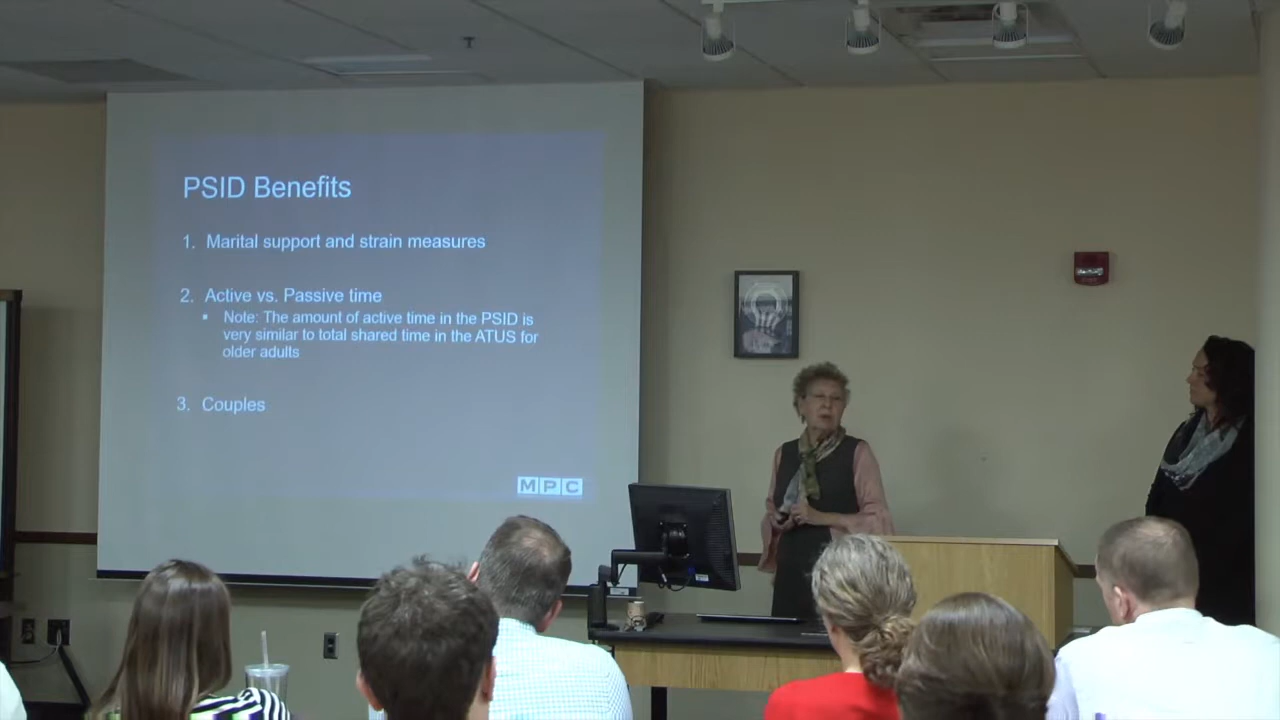 PSID Benefits
1. Marital support and strain measures
2. Active vs. Passive time
▪ Note: The amount of active time in the PSID is
very similar to total shared time in the ATUS for
older adults
3. Couples
MPC